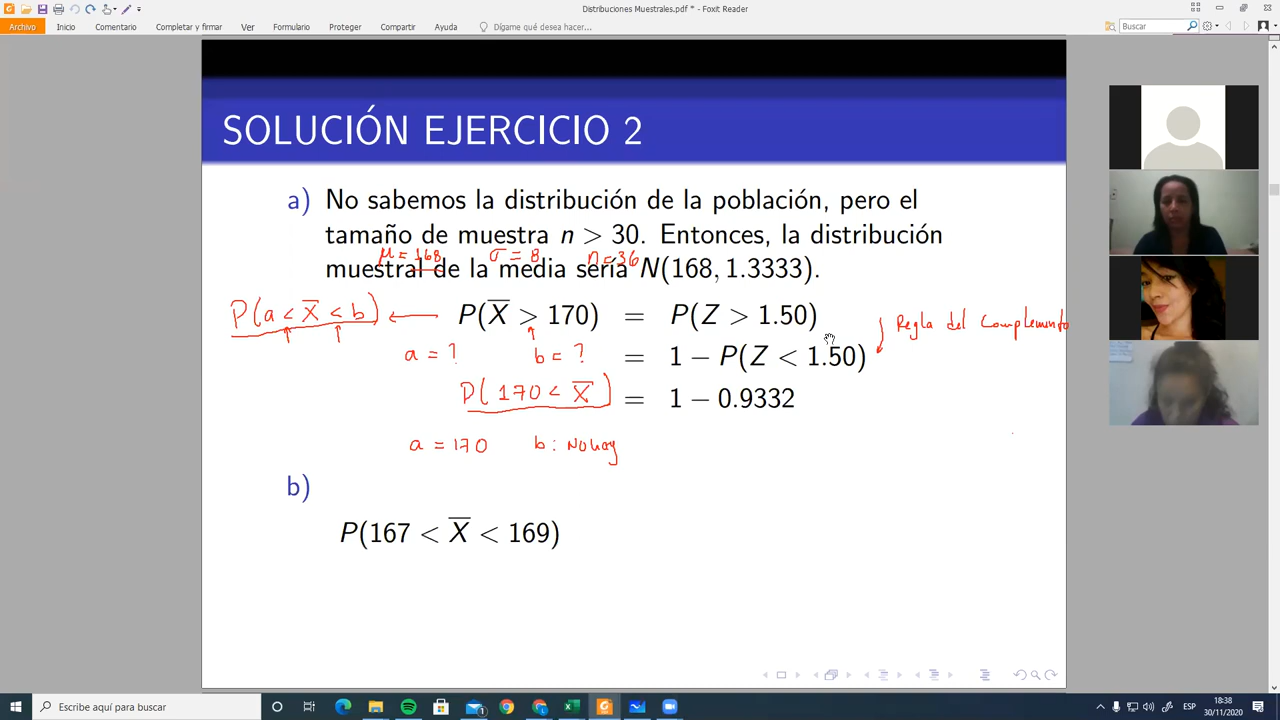 Distribuciones Muestrales.pdf * - Foxit Reader
Archivo Inicio Comentario Completar y firmar Ver Formulario Proteger Compartir Ayuda Dígame qué desea hacer... Buscar
SOLUCIÓN EJERCICIO 2
a) No sabemos la distribución de la población, pero el
tamaño de muestra n > 30. Entonces, la distribución
μ = 168 σ = 8 n = 36
muestral de la media sería N(168, 1.3333).
P(a < X̅ < b) ← P(X̅ > 170) = P(Z > 1.50) Regla del Complemento
a = ? b = ? = 1 − P(Z < 1.50)
P(170 < X̅) = 1 − 0.9332
a = 170 b : No hay
b)
P(167 < X̅ < 169)
Escribe aquí para buscar
ESP
18:38
30/11/2020